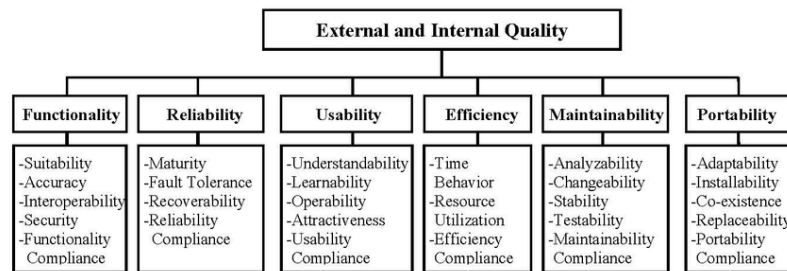 External and Internal Quality
Functionality
-Suitability
-Accuracy
-Interoperability
-Security
-Functionality
Compliance
Reliability
-Maturity
-Fault Tolerance
-Recoverability
-Reliability
Compliance
Usability
-Understandability
-Learnability
-Operability
-Attractiveness
-Usability
Compliance
Efficiency
-Time
Behavior
-Resource
Utilization
-Efficiency
Compliance
Maintainability
-Analyzability
-Changeability
-Stability
-Testability
-Maintainability
Compliance
Portability
-Adaptability
-Installability
-Co-existence
-Replaceability
-Portability
Compliance